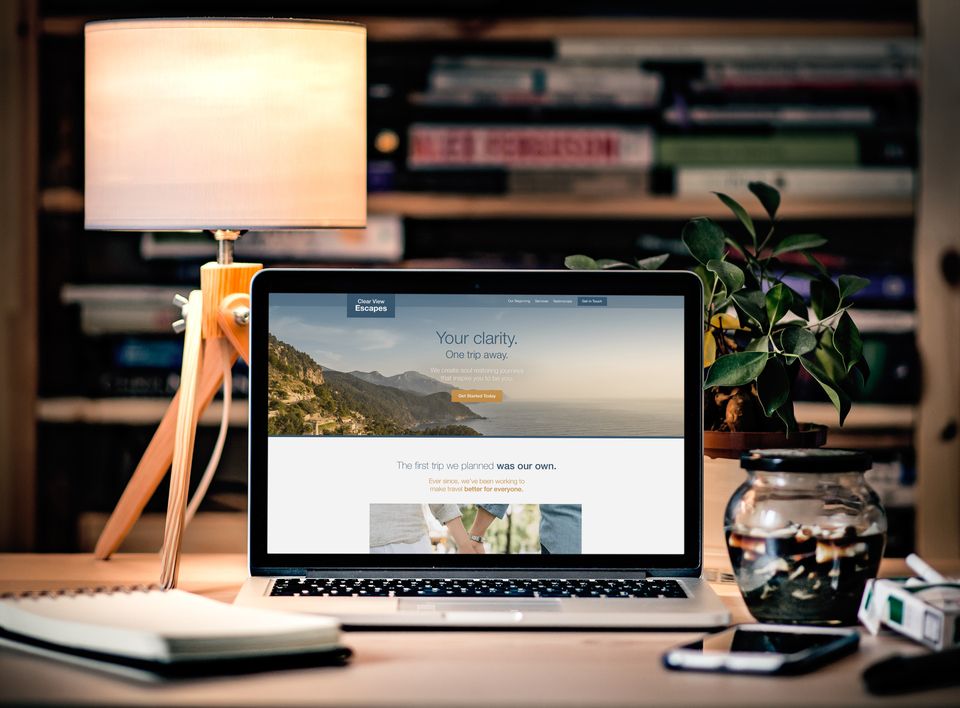 ALEX FERGUSON
Clear View
Escapes
Our Beginning Services Testimonials Get In Touch
Your clarity.
One trip away.
We create soul restoring journeys
that inspire you to be you.
Get Started Today
The first trip we planned was our own.
Ever since, we've been working to
make travel better for everyone.